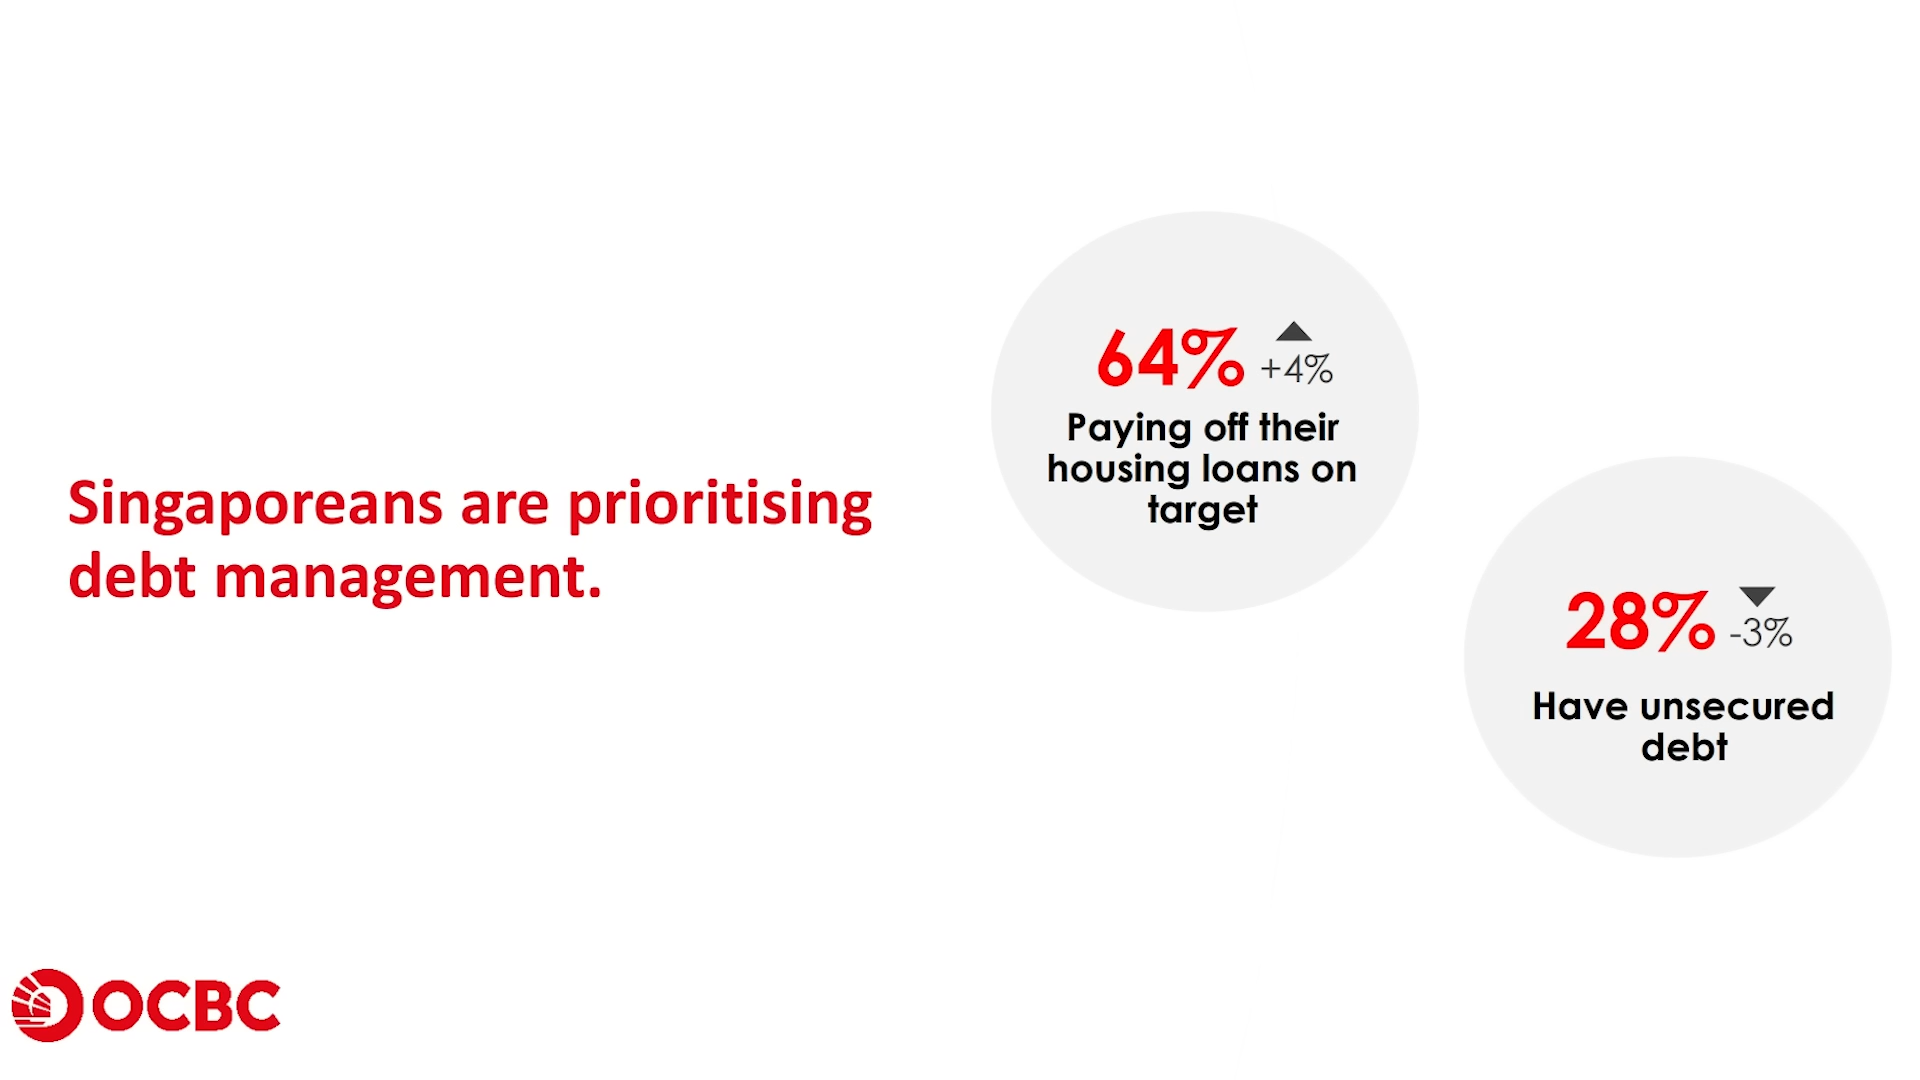 Singaporeans are prioritising
debt management.
64% +4%
Paying off their
housing loans on
target
28% -3%
Have unsecured
debt
OCBC